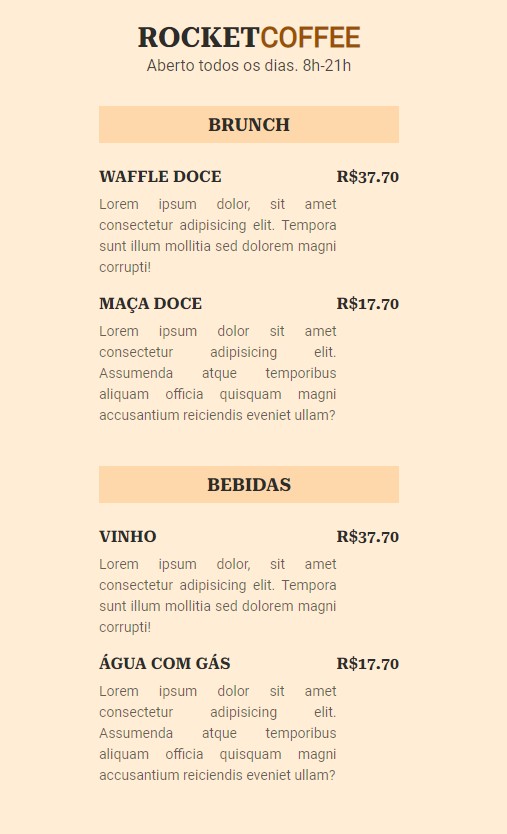 ROCKETCOFFEE
Aberto todos os dias. 8h-21h
BRUNCH
WAFFLE DOCE R$37.70
Lorem ipsum dolor, sit amet
consectetur adipisicing elit. Tempora
sunt illum mollitia sed dolorem magni
corrupti!
MAÇA DOCE R$17.70
Lorem ipsum dolor sit amet
consectetur adipisicing elit.
Assumenda atque temporibus
aliquam officia quisquam magni
accusantium reiciendis eveniet ullam?
BEBIDAS
VINHO R$37.70
Lorem ipsum dolor, sit amet
consectetur adipisicing elit. Tempora
sunt illum mollitia sed dolorem magni
corrupti!
ÁGUA COM GÁS R$17.70
Lorem ipsum dolor sit amet
consectetur adipisicing elit.
Assumenda atque temporibus
aliquam officia quisquam magni
accusantium reiciendis eveniet ullam?